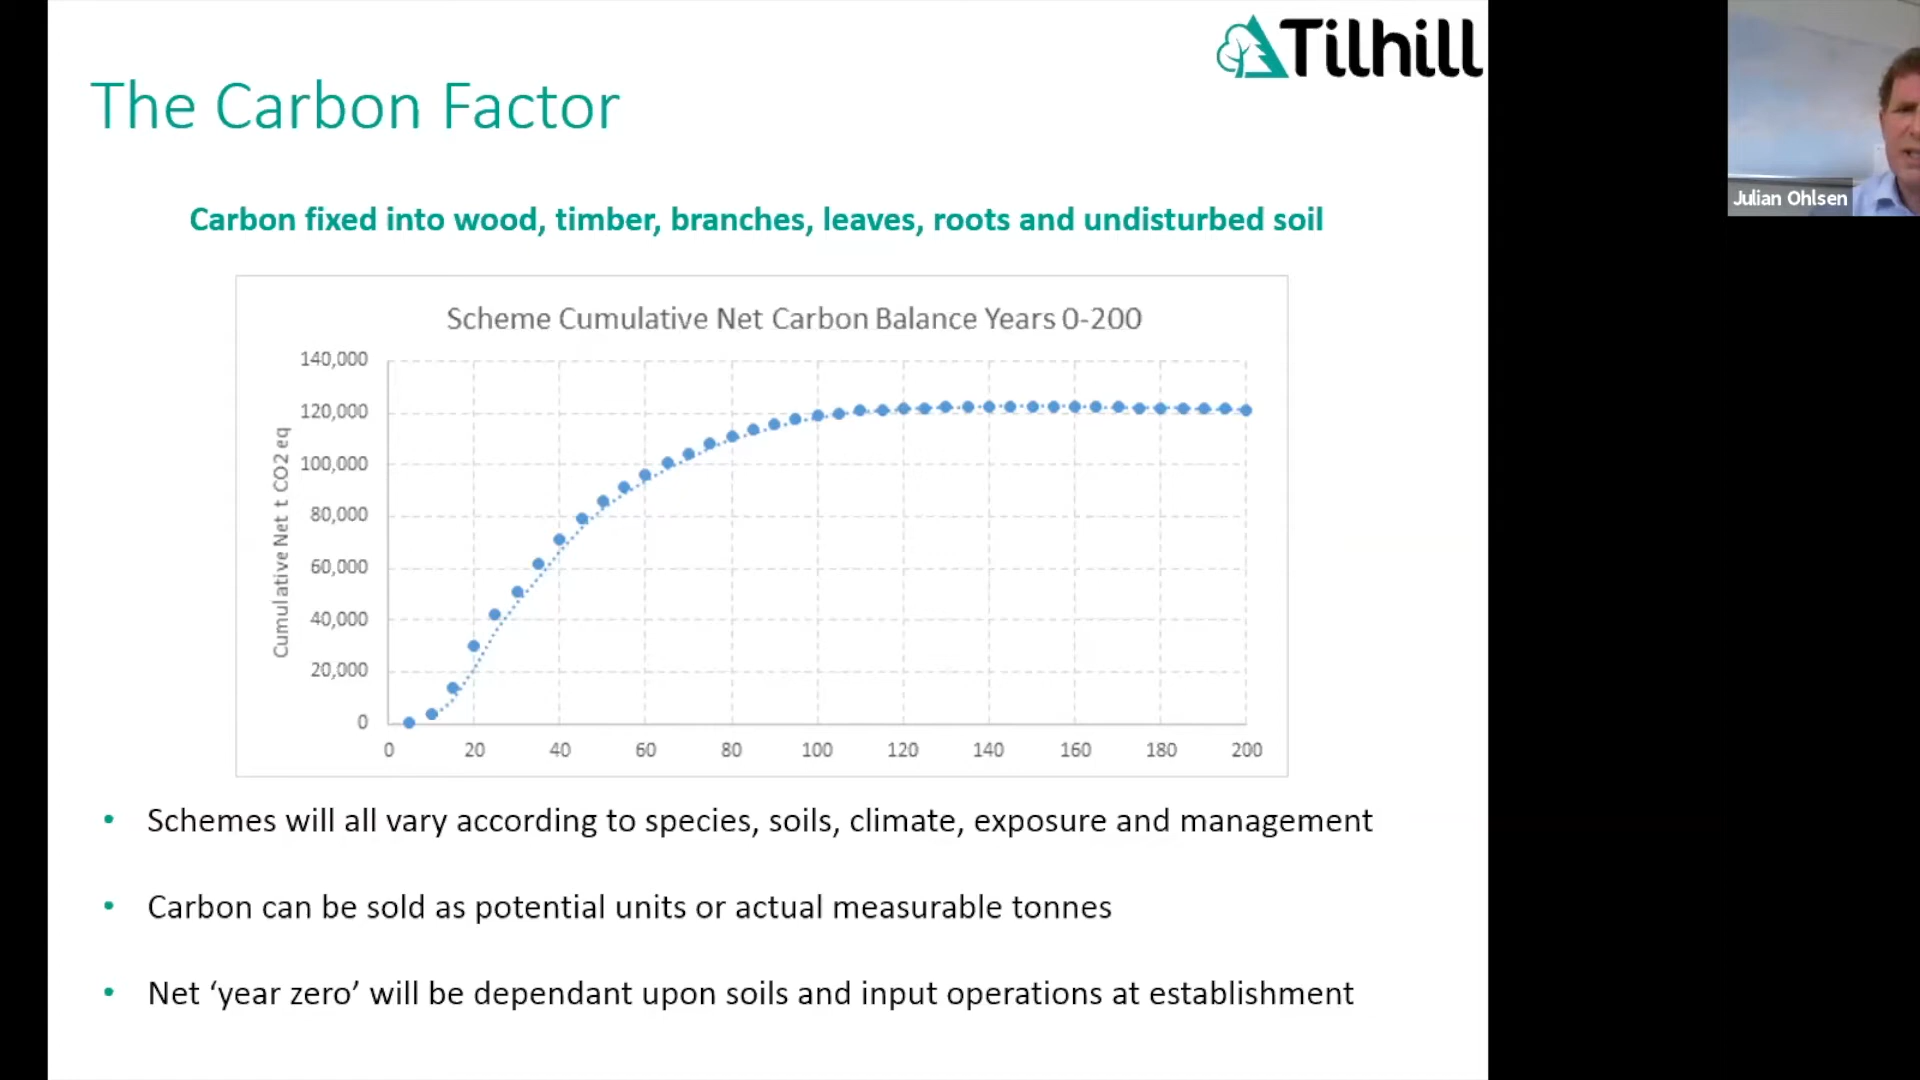 Tilhill
The Carbon Factor
Julian Ohlsen
Carbon fixed into wood, timber, branches, leaves, roots and undisturbed soil
Scheme Cumulative Net Carbon Balance Years 0-200
Cumulative Net t CO2 eq
140,000
120,000
100,000
80,000
60,000
40,000
20,000
0
0 20 40 60 80 100 120 140 160 180 200
• Schemes will all vary according to species, soils, climate, exposure and management
• Carbon can be sold as potential units or actual measurable tonnes
• Net ‘year zero’ will be dependant upon soils and input operations at establishment